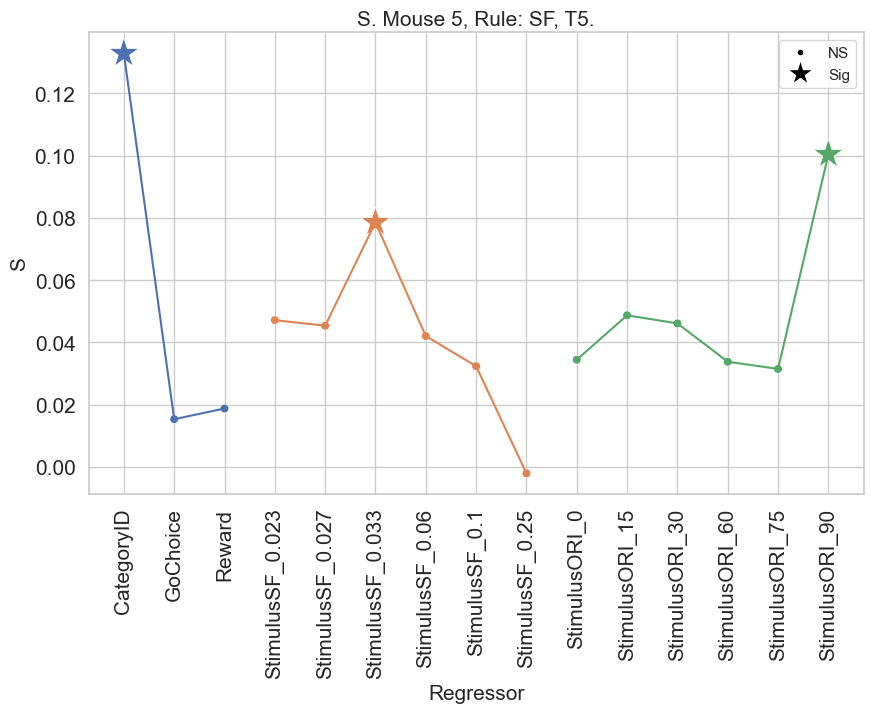 S. Mouse 5, Rule: SF, T5.
NS
Sig
S
0.12
0.10
0.08
0.06
0.04
0.02
0.00
CategoryID
GoChoice
Reward
StimulusSF_0.023
StimulusSF_0.027
StimulusSF_0.033
StimulusSF_0.06
StimulusSF_0.1
StimulusSF_0.25
StimulusORI_0
StimulusORI_15
StimulusORI_30
StimulusORI_60
StimulusORI_75
StimulusORI_90
Regressor